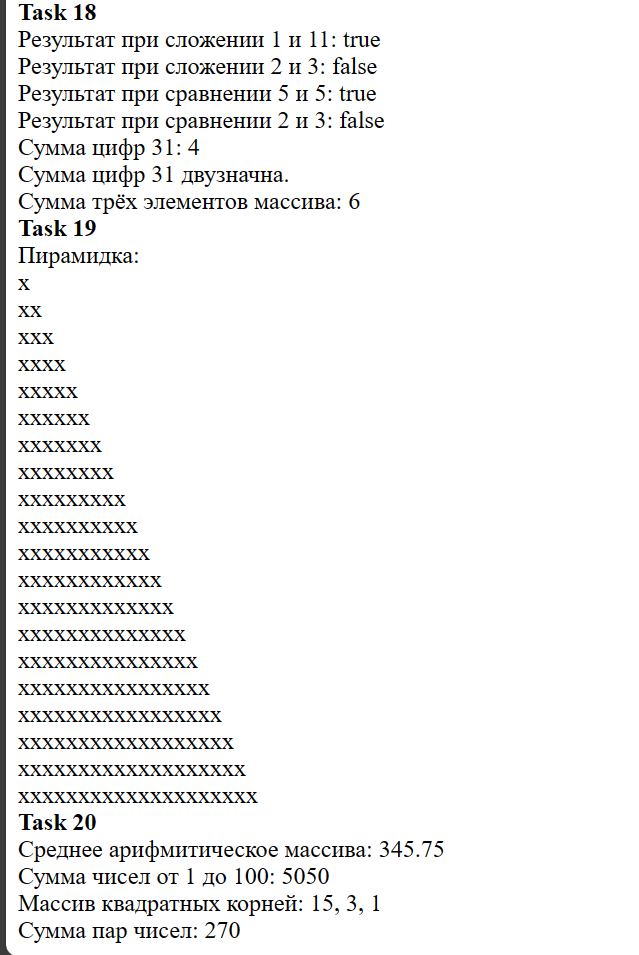 Task 18
Результат при сложении 1 и 11: true
Результат при сложении 2 и 3: false
Результат при сравнении 5 и 5: true
Результат при сравнении 2 и 3: false
Сумма цифр 31: 4
Сумма цифр 31 двузначна.
Сумма трёх элементов массива: 6
Task 19
Пирамидка:
x
xx
xxx
xxxx
xxxxx
xxxxxx
xxxxxxx
xxxxxxxx
xxxxxxxxx
xxxxxxxxxx
xxxxxxxxxxx
xxxxxxxxxxxx
xxxxxxxxxxxxx
xxxxxxxxxxxxxx
xxxxxxxxxxxxxxx
xxxxxxxxxxxxxxxx
xxxxxxxxxxxxxxxxx
xxxxxxxxxxxxxxxxxx
xxxxxxxxxxxxxxxxxxx
xxxxxxxxxxxxxxxxxxxx
Task 20
Среднее арифмитическое массива: 345.75
Сумма чисел от 1 до 100: 5050
Массив квадратных корней: 15, 3, 1
Сумма пар чисел: 270